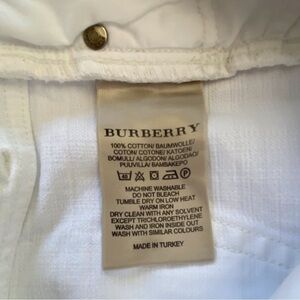 BURBERRY
100% COTTON/ BAUMWOLLE/
COTON/ COTONE/ KATOEN/
BOMULL/ ALGODON/ ALGODAO/
PUUVILLA/ ΒΑΜΒΑΚΕΡΟ
MACHINE WASHABLE
DO NOT BLEACH
TUMBLE DRY ON LOW HEAT
WARM IRON
DRY CLEAN WITH ANY SOLVENT
EXCEPT TRICHLOROETHYLENE
WASH AND IRON INSIDE OUT
WASH WITH SIMILAR COLOURS
MADE IN TURKEY